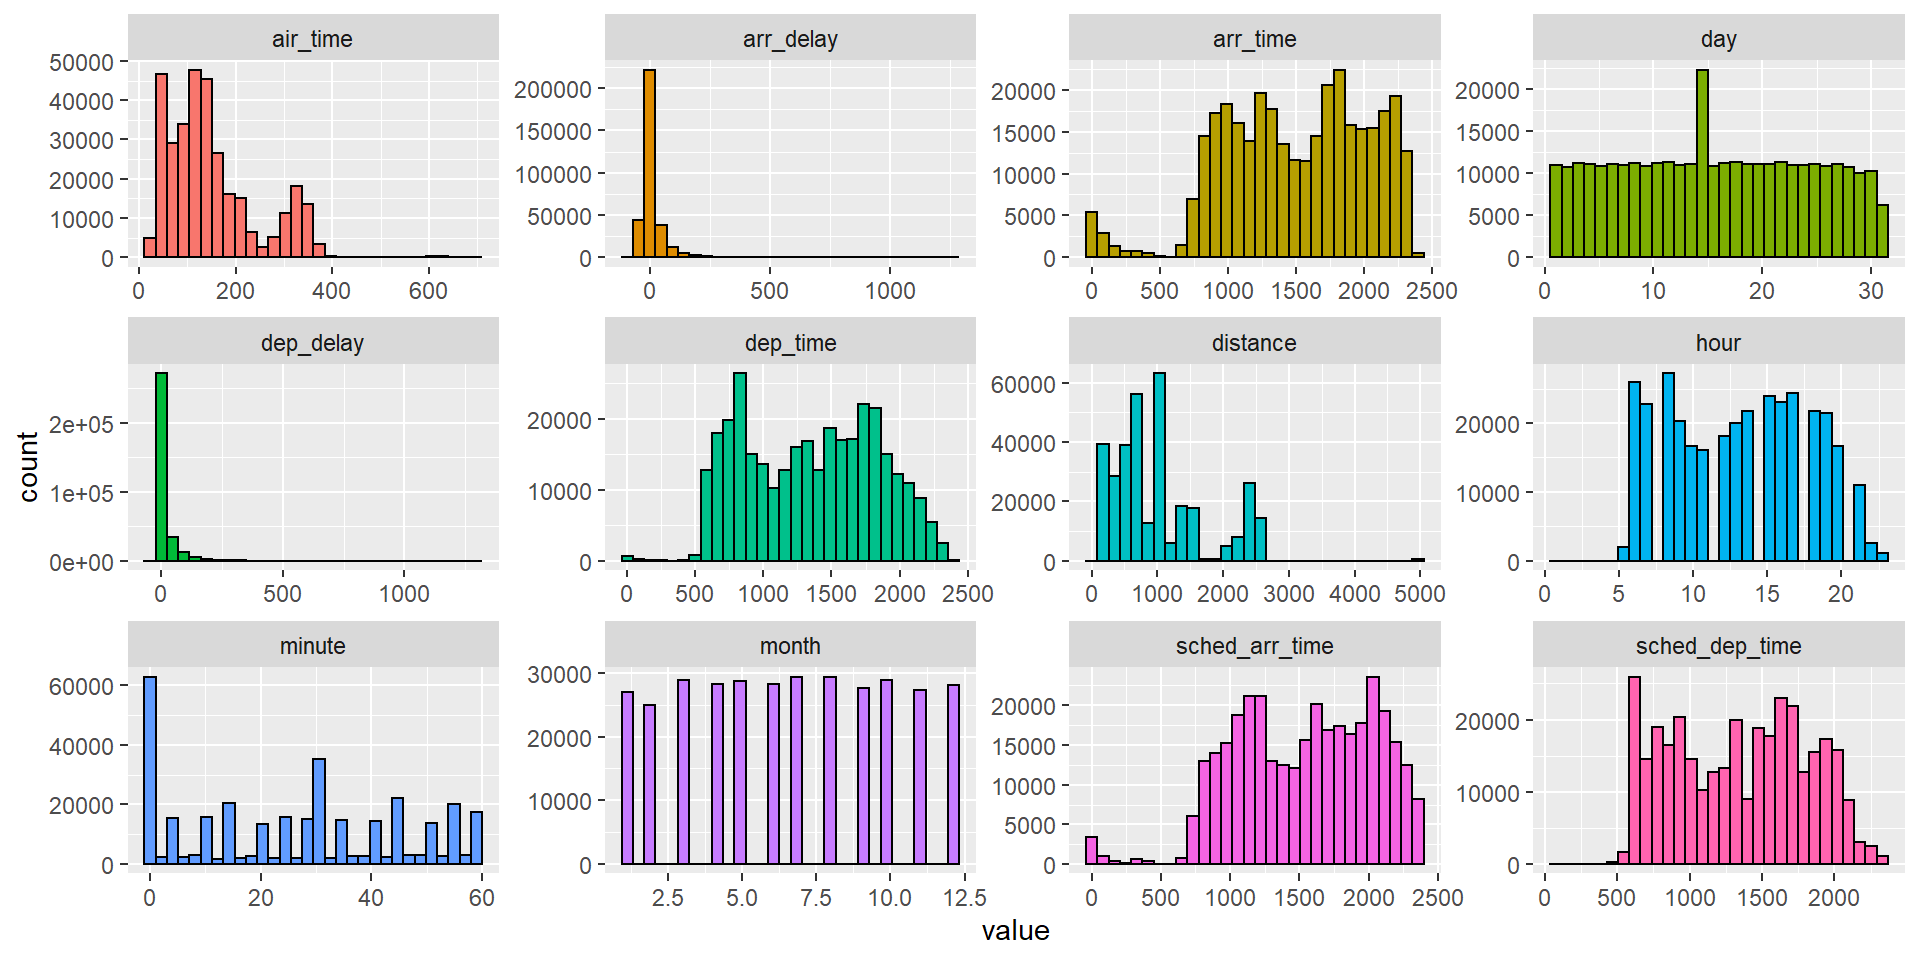 air_time
50000
40000
30000
20000
10000
0
0 200 400 600
arr_delay
200000
150000
100000
50000
0
0 500 1000
arr_time
20000
15000
10000
5000
0
0 500 1000 1500 2000 2500
day
20000
15000
10000
5000
0
0 10 20 30
count
dep_delay
2e+05
1e+05
0e+00
0 500 1000
dep_time
20000
10000
0
0 500 1000 1500 2000 2500
distance
60000
40000
20000
0
0 1000 2000 3000 4000 5000
hour
20000
10000
0
0 5 10 15 20
minute
60000
40000
20000
0
0 20 40 60
month
30000
20000
10000
0
2.5 5.0 7.5 10.0 12.5
sched_arr_time
20000
15000
10000
5000
0
0 500 1000 1500 2000 2500
sched_dep_time
20000
10000
0
0 500 1000 1500 2000
value